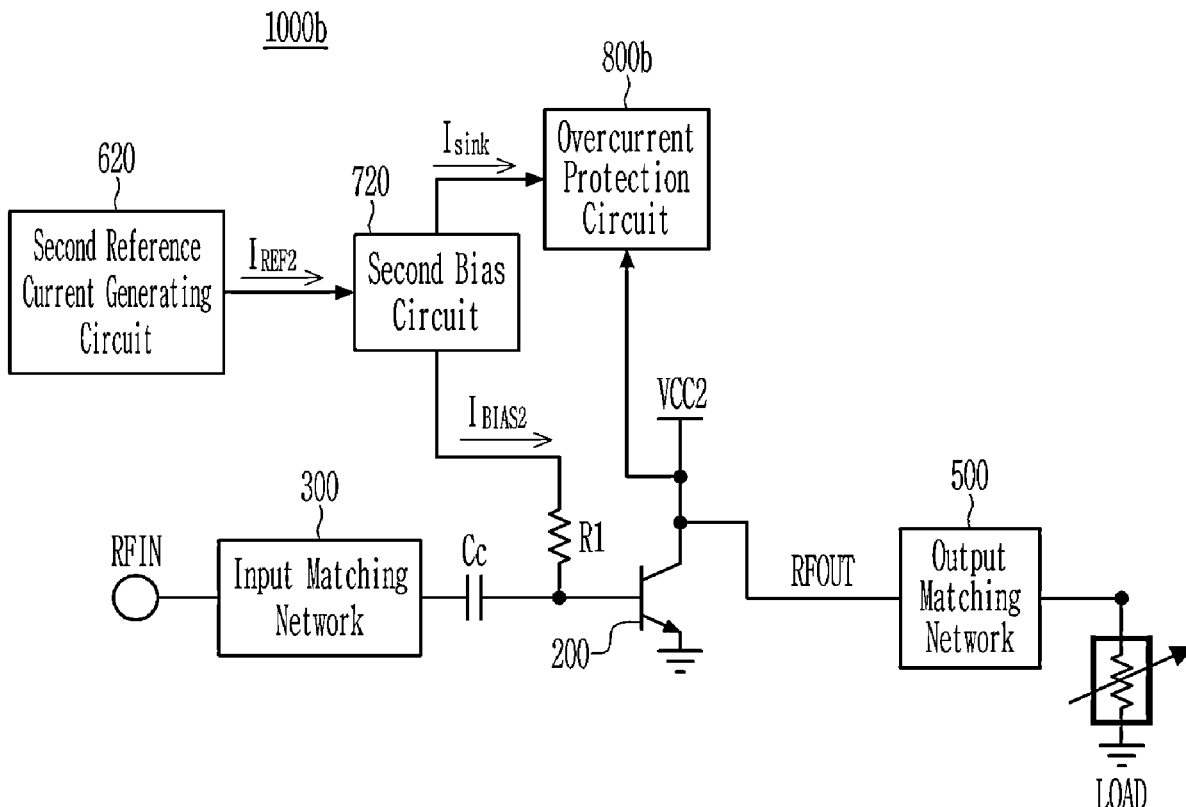 1000b
800b
Overcurrent
Protection
Circuit
Isink
620
720
Second Reference
Current Generating
Circuit
IREF2
Second Bias
Circuit
IBIAS2
VCC2
300
500
RFIN
Input Matching
Network
Cc
R1
200
RFOUT
Output
Matching
Network
LOAD